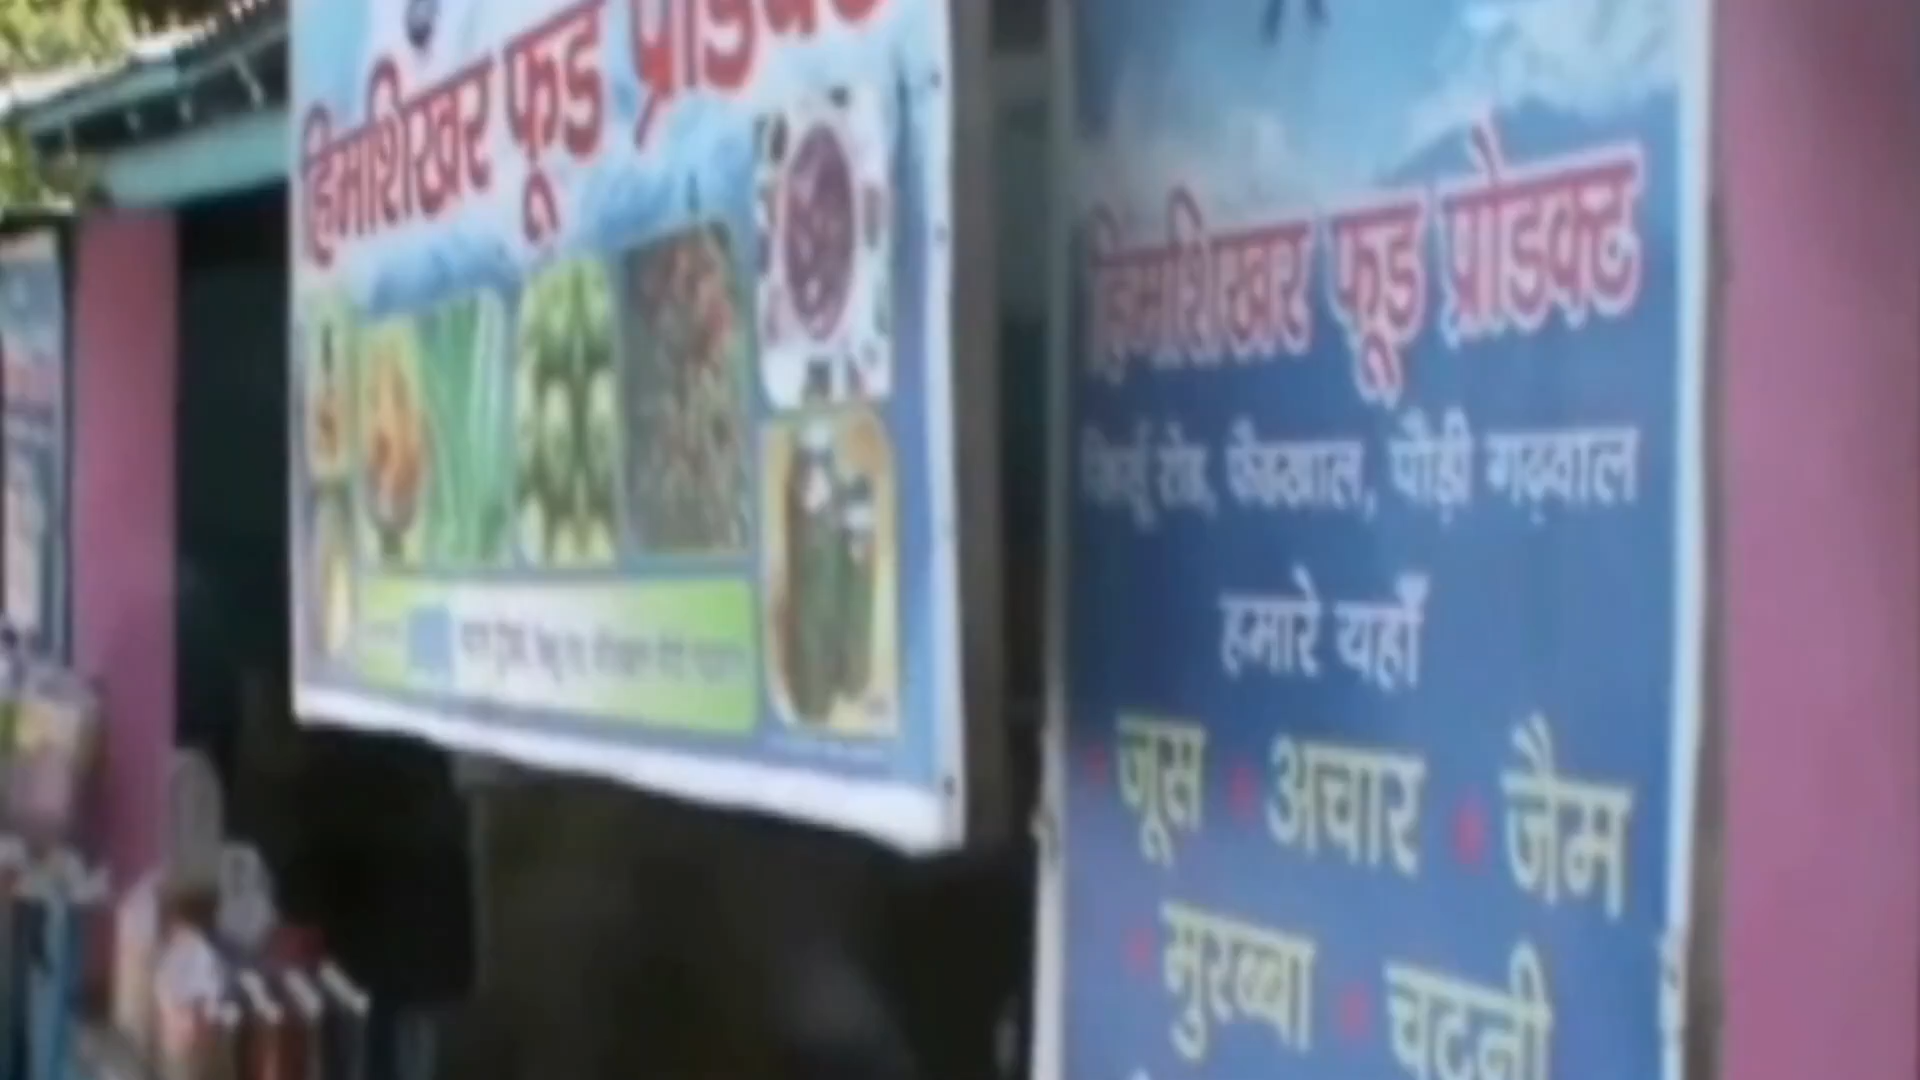 हिमशिखर फूड प्रोडक्ट
हिमशिखर फूड प्रोडक्ट
रोड, पौड़ी गढ़वाल
हमारे यहाँ
जूस • अचार • जैम
• मुरब्बा • चटनी